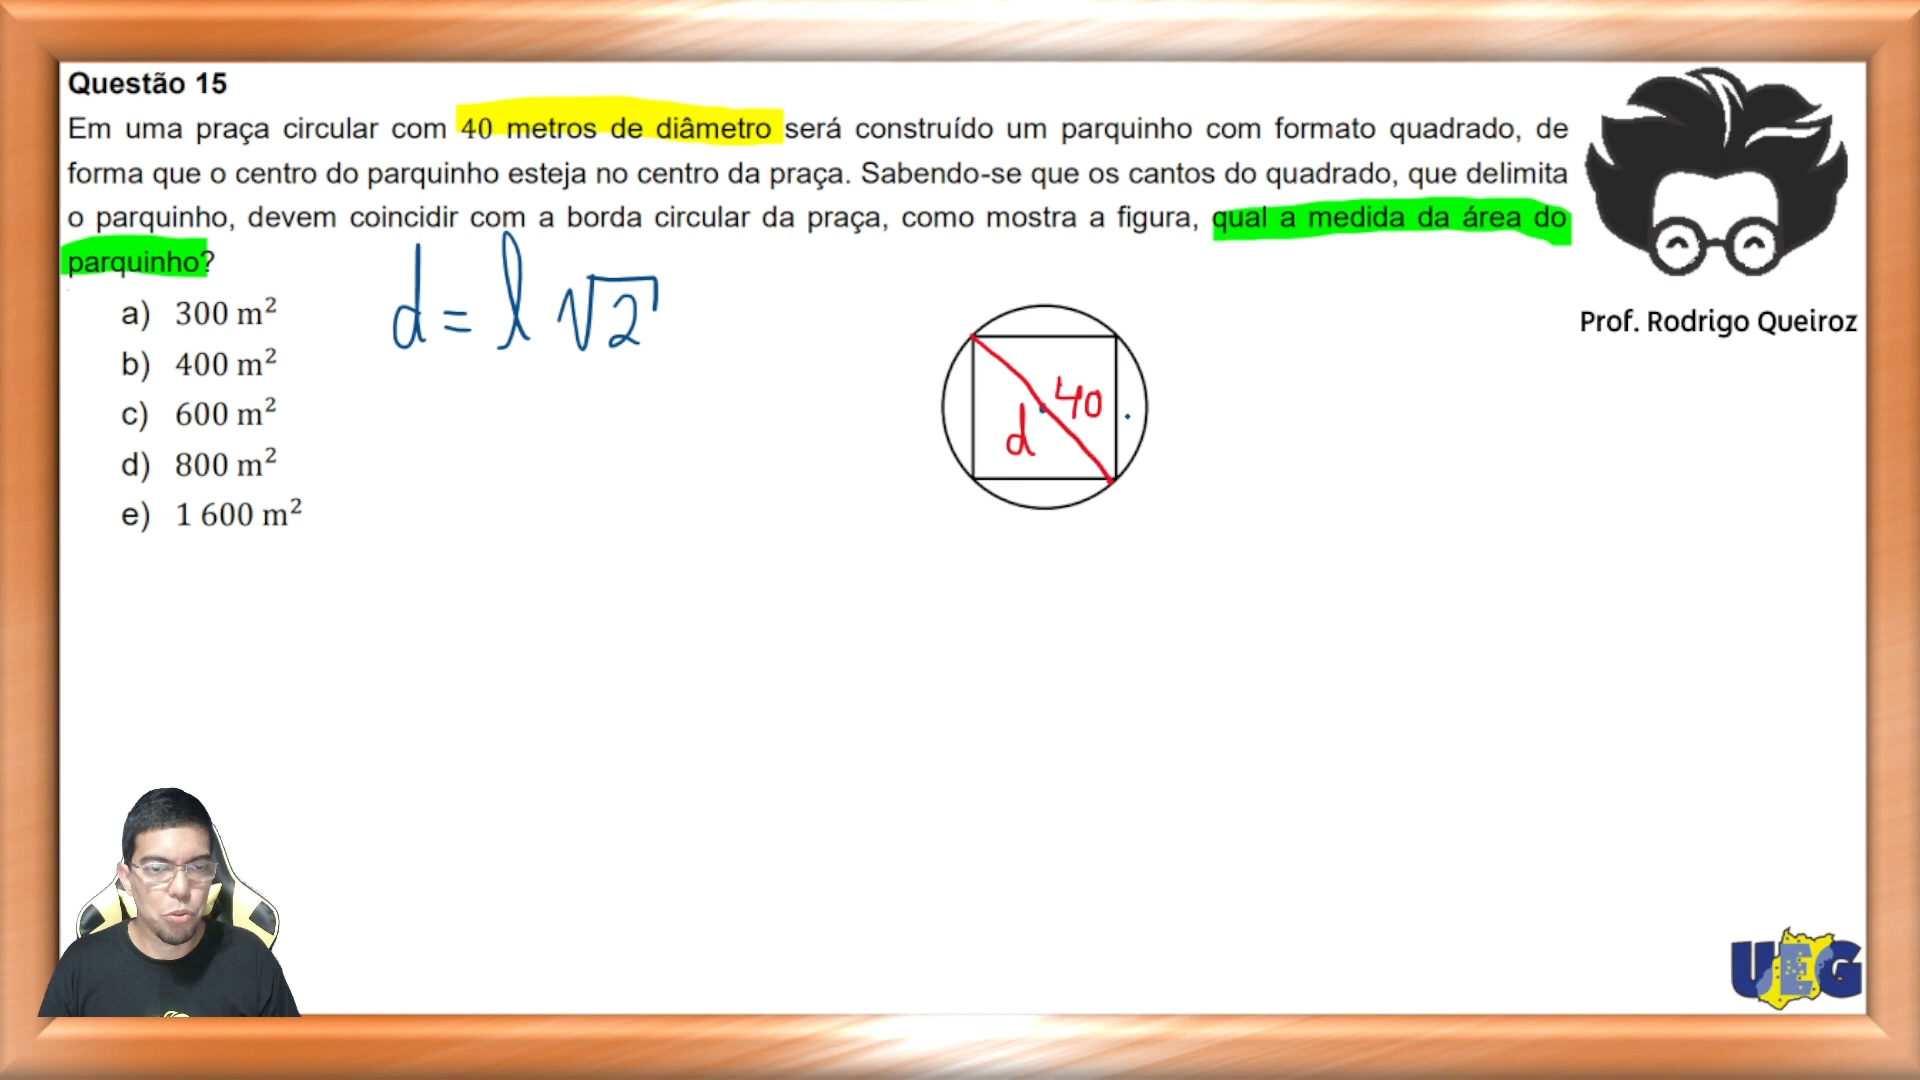 Questão 15
Em uma praça circular com 40 metros de diâmetro será construído um parquinho com formato quadrado, de
forma que o centro do parquinho esteja no centro da praça. Sabendo-se que os cantos do quadrado, que delimita
o parquinho, devem coincidir com a borda circular da praça, como mostra a figura, qual a medida da área do
parquinho?
a) 300 m²
b) 400 m²
c) 600 m²
d) 800 m²
e) 1 600 m²
d = l √2
40
d
Prof. Rodrigo Queiroz
UEG